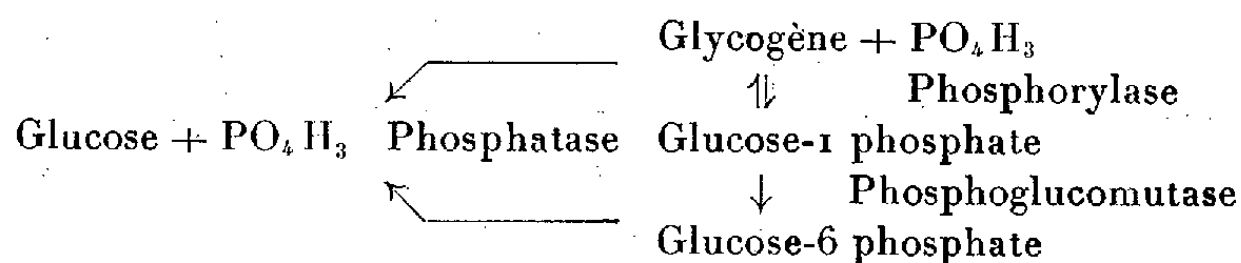 Glycogène + PO₄H₃
Phosphorylase
Glucose + PO₄H₃ Phosphatase Glucose-1 phosphate
Phosphoglucomutase
Glucose-6 phosphate